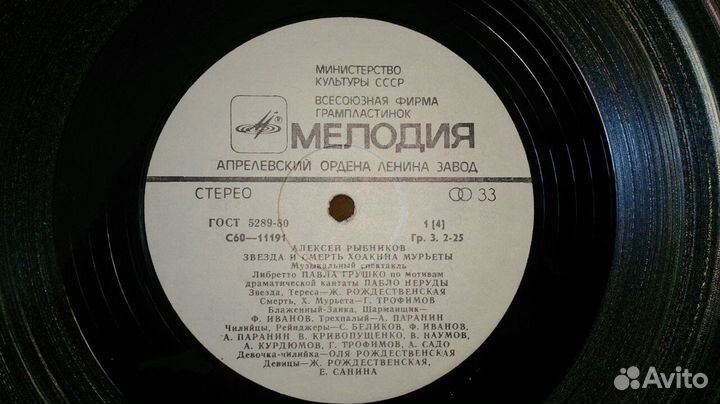 МИНИСТЕРСТВО
КУЛЬТУРЫ СССР
ВСЕСОЮЗНАЯ ФИРМА
ГРАМПЛАСТИНОК
МЕЛОДИЯ
АПРЕЛЕВСКИЙ ОРДЕНА ЛЕНИНА ЗАВОД
СТЕРЕО 33
ГОСТ 5289-80 1 [4]
С60—11191 Гр. 3. 2-25
АЛЕКСЕЙ РЫБНИКОВ
ЗВЕЗДА И СМЕРТЬ ХОАКИНА МУРЬЕТЫ
Музыкальный спектакль
Либретто ПАВЛА ГРУШКО по мотивам
драматической кантаты ПАБЛО НЕРУДЫ
Звезда, Тереса—Ж. РОЖДЕСТВЕНСКАЯ
Смерть, Х. Мурьета—Г. ТРОФИМОВ
Блаженный-Заика, Шарманщик—
Ф. ИВАНОВ. Трехпалый—А. ПАРАНИН
Чилийцы, Рейнджеры—С. БЕЛИКОВ, Ф. ИВАНОВ,
А. ПАРАНИН В. КРИВОПУЩЕНКО, В. НАУМОВ,
А. КУРДЮМОВ, Г. ТРОФИМОВ, А. САДО
Девочка-чилийка—ОЛЯ РОЖДЕСТВЕНСКАЯ
Девицы—Ж. РОЖДЕСТВЕНСКАЯ,
Е. САНИНА
Avito